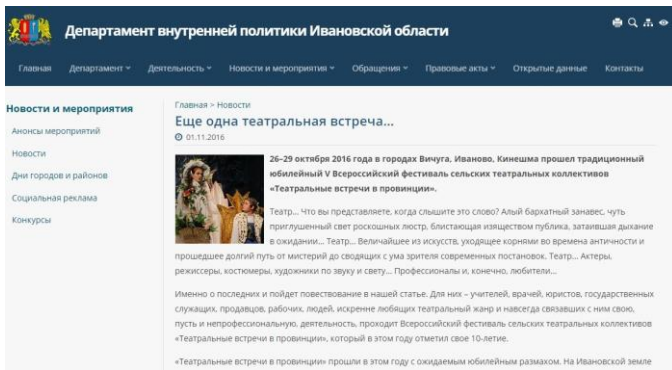 Департамент внутренней политики Ивановской области
Главная Департамент Деятельность Новости и мероприятия Обращения Правовые акты Открытые данные Контакты
Новости и мероприятия
Анонсы мероприятий
Новости
Дни городов и районов
Социальная реклама
Конкурсы
Главная > Новости
Еще одна театральная встреча...
01.11.2016
26–29 октября 2016 года в городах Вичуга, Иваново, Кинешма прошел традиционный
юбилейный V Всероссийский фестиваль сельских театральных коллективов
«Театральные встречи в провинции».
Театр... Что вы представляете, когда слышите это слово? Алый бархатный занавес, чуть
приглушенный свет роскошных люстр, блистающая изяществом публика, затаившая дыхание
в ожидании... Театр... Величайшее из искусств, уходящее корнями во времена античности и
прошедшее долгий путь от мистерий до сводящих с ума зрителя современных постановок. Театр... Актеры,
режиссеры, костюмеры, художники по звуку и свету... Профессионалы и, конечно, любители...
Именно о последних и пойдет повествование в нашей статье. Для них – учителей, врачей, юристов, государственных
служащих, продавцов, рабочих, людей, искренне любящих театральный жанр и навсегда связавших с ним свою,
пусть и непрофессиональную, деятельность, проходит Всероссийский фестиваль сельских театральных коллективов
«Театральные встречи в провинции», который в этом году отметил свое 10-летие.
«Театральные встречи в провинции» прошли в этом году с ожидаемым юбилейным размахом. На Ивановской земле